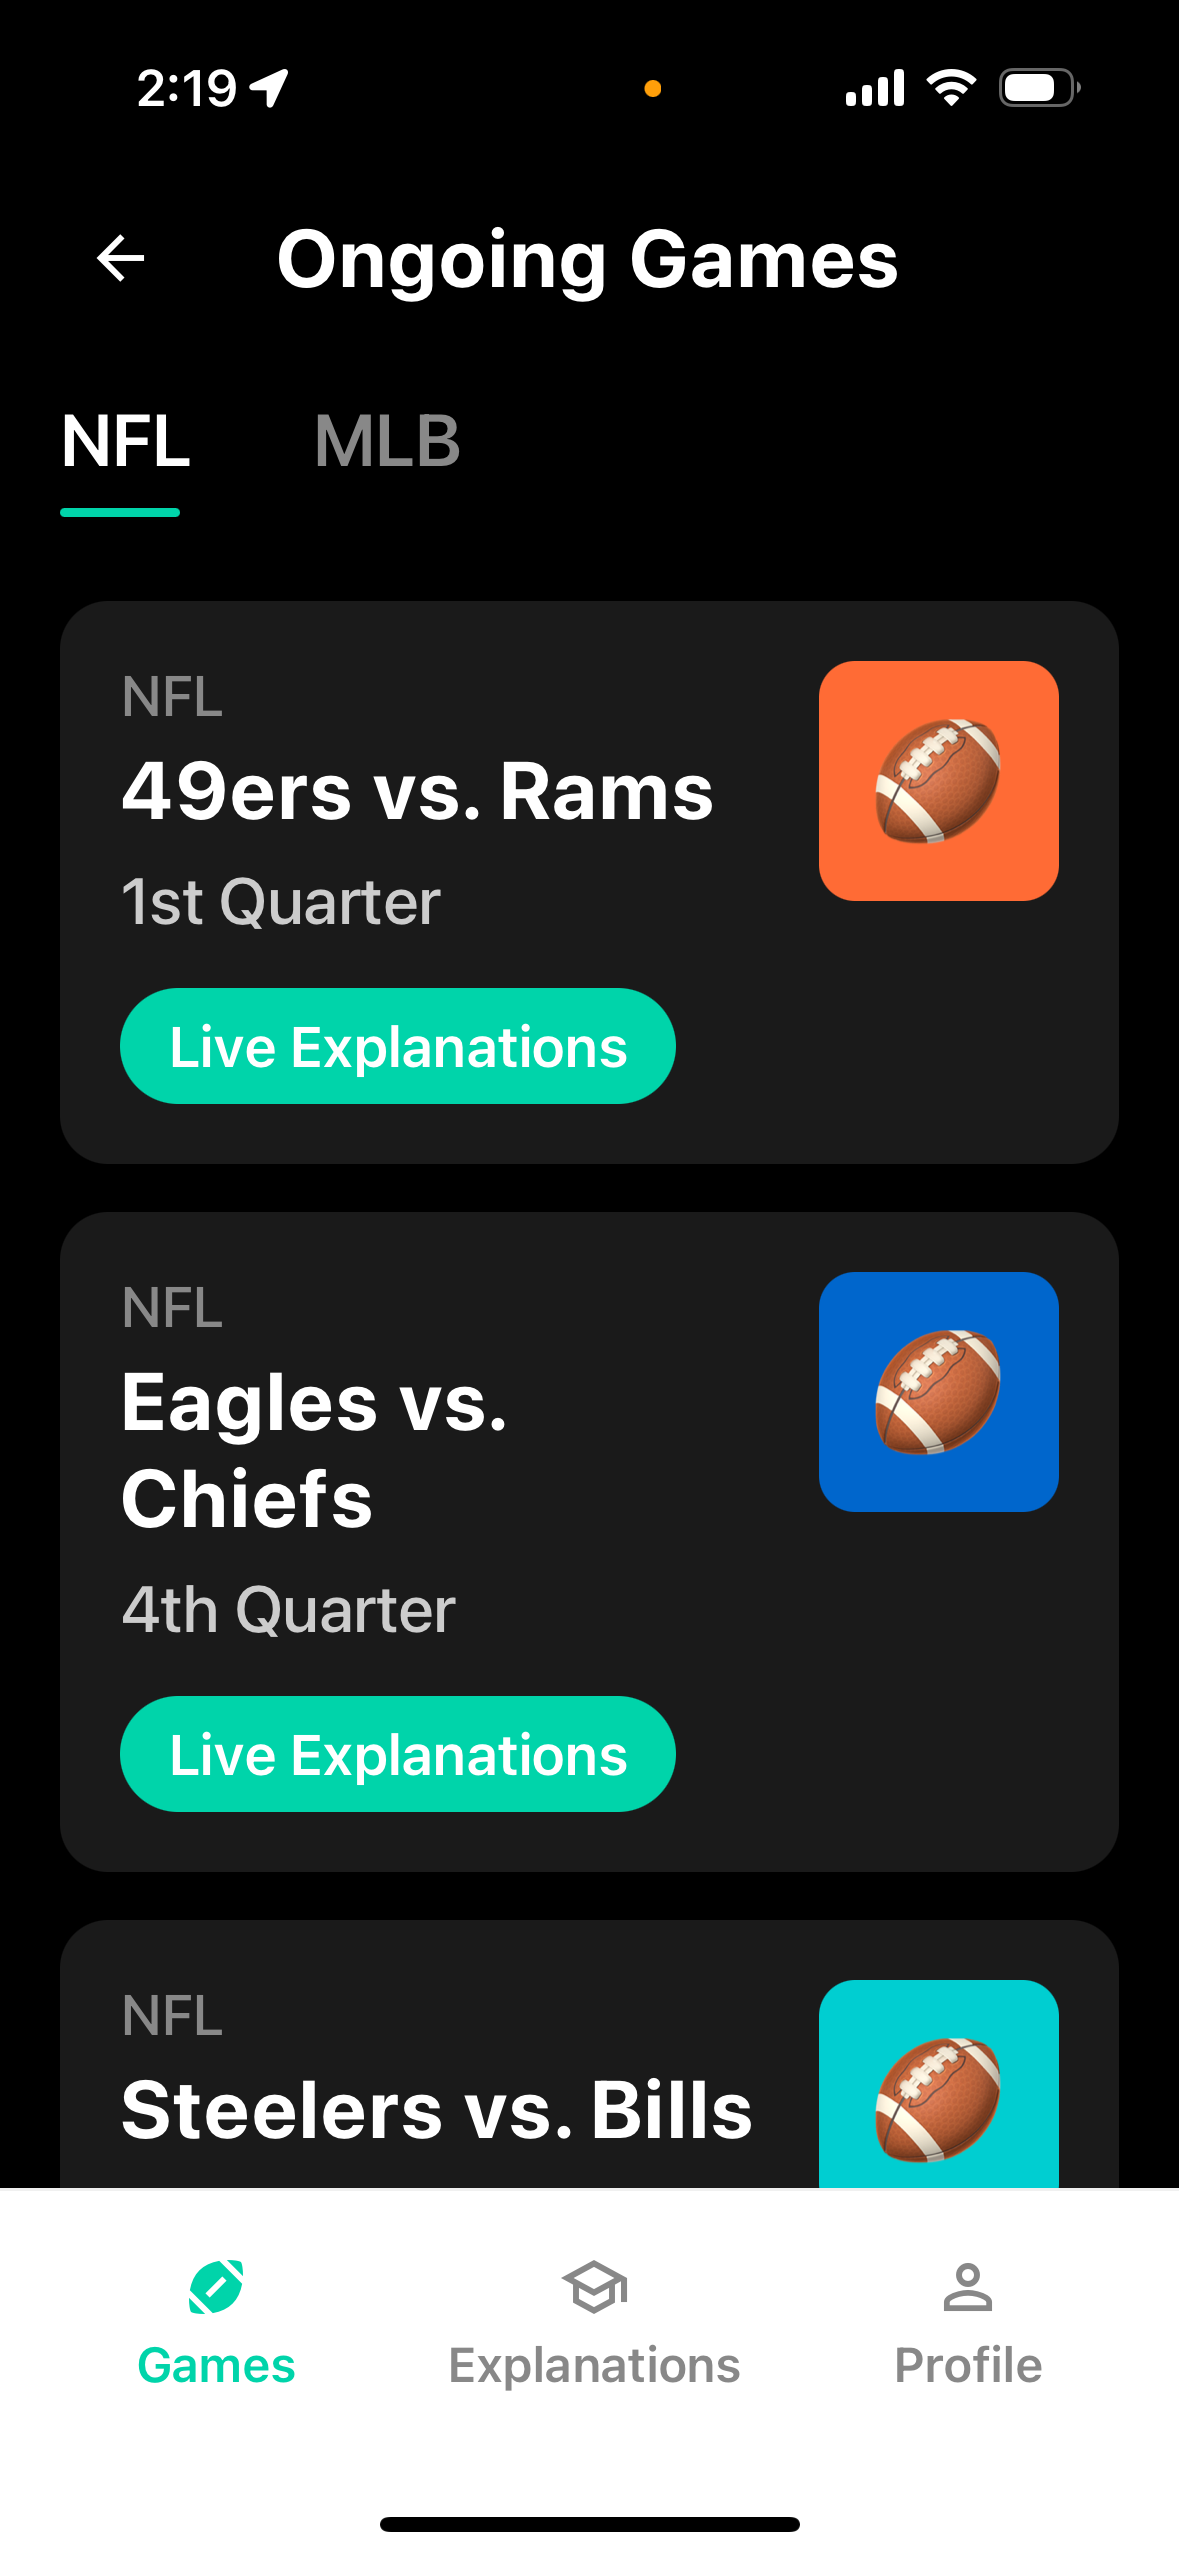 2:19
Ongoing Games
NFL MLB
NFL
49ers vs. Rams
1st Quarter
Live Explanations
NFL
Eagles vs.
Chiefs
4th Quarter
Live Explanations
NFL
Steelers vs. Bills
Games Explanations Profile